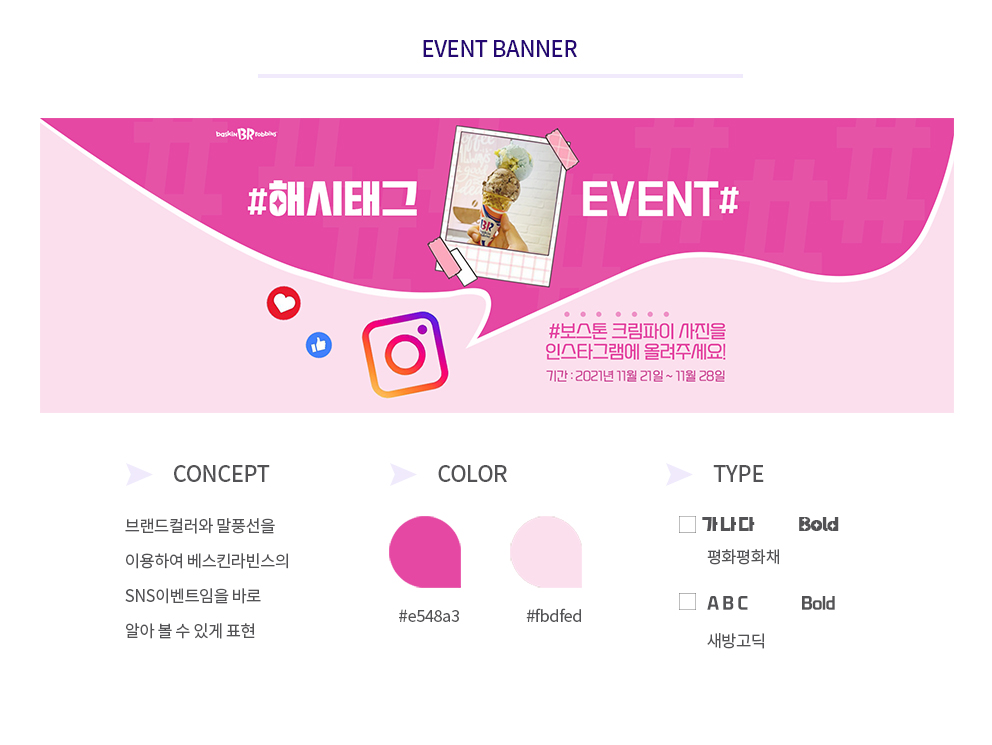 EVENT BANNER
baskin BR robbins
#해시태그
EVENT#
BR
#보스톤 크림파이 사진을
인스타그램에 올려주세요!
기간 : 2021년 11월 21일 ~ 11월 28일
CONCEPT
브랜드컬러와 말풍선을
이용하여 베스킨라빈스의
SNS이벤트임을 바로
알아 볼 수 있게 표현
COLOR
#e548a3
#fbdfed
TYPE
가나다 Bold
평화평화채
ABC Bold
새방고딕